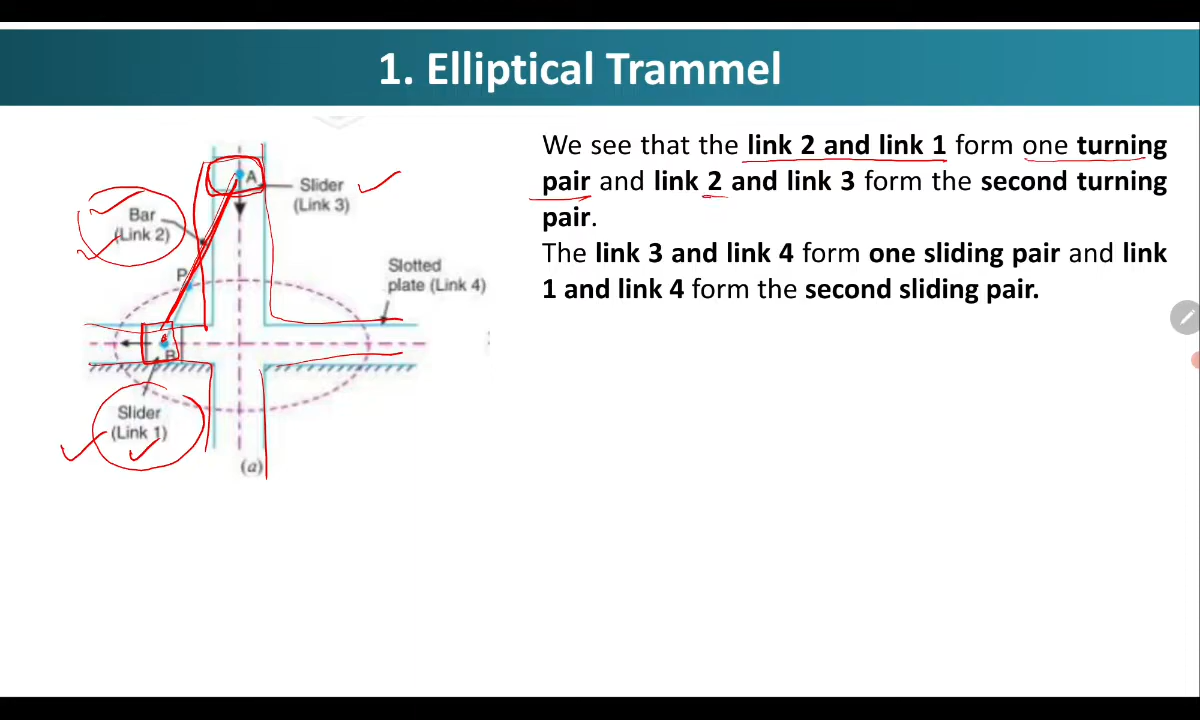 1. Elliptical Trammel
We see that the link 2 and link 1 form one turning
pair and link 2 and link 3 form the second turning
pair.
The link 3 and link 4 form one sliding pair and link
1 and link 4 form the second sliding pair.
A
Slider
(Link 3)
Bar
(Link 2)
Slotted
plate (Link 4)
P
B
Slider
(Link 1)
(a)